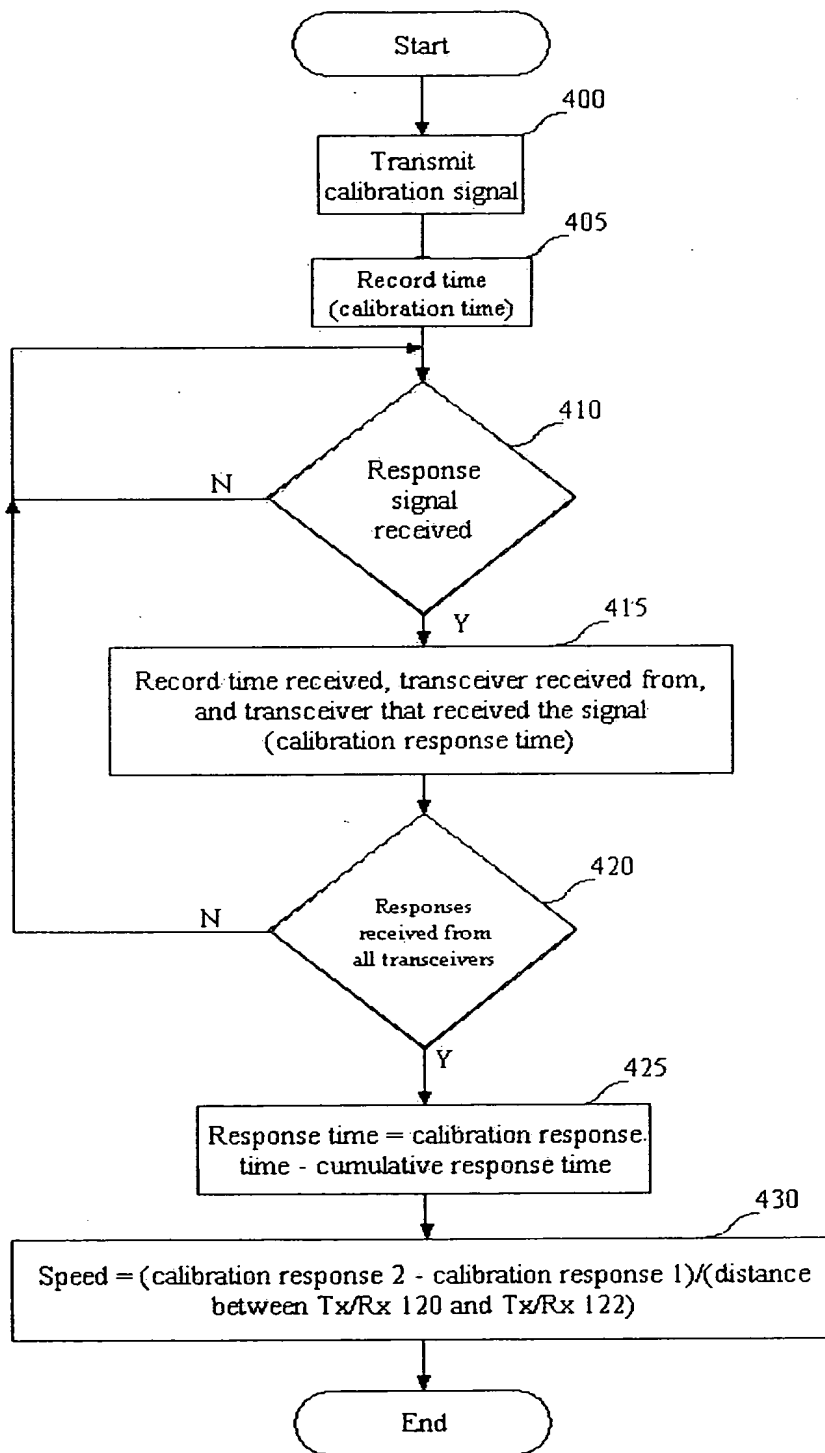 Start
400
Transmit
calibration signal
405
Record time
(calibration time)
410
Response
signal
received
N
Y
415
Record time received, transceiver received from,
and transceiver that received the signal
(calibration response time)
420
Responses
received from
all transceivers
N
Y
425
Response time = calibration response
time - cumulative response time
430
Speed = (calibration response 2 - calibration response 1)/(distance
between Tx/Rx 120 and Tx/Rx 122)
End